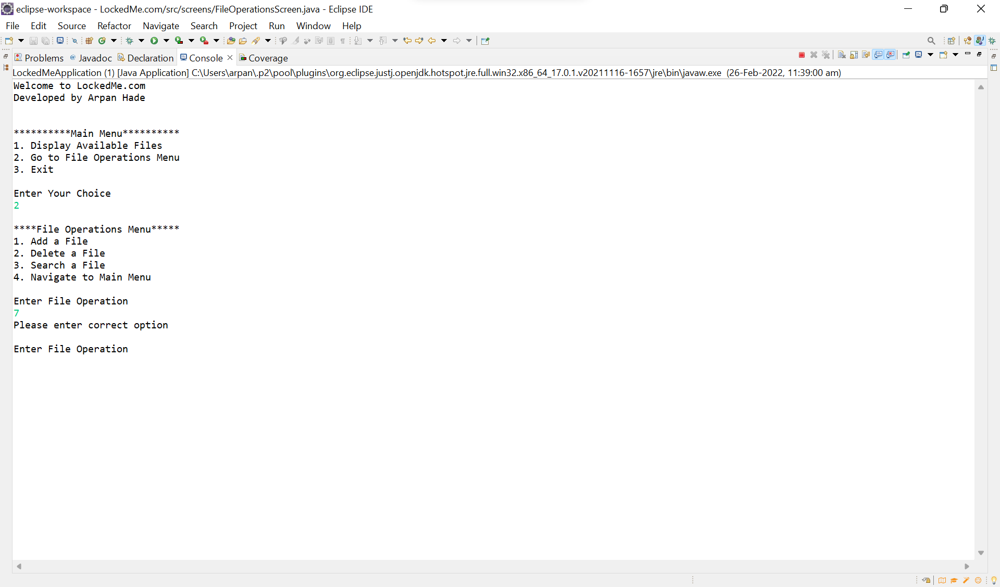 eclipse-workspace - LockedMe.com/src/screens/FileOperationsScreen.java - Eclipse IDE
File Edit Source Refactor Navigate Search Project Run Window Help
Problems @ Javadoc Declaration Console Coverage
LockedMeApplication (1) [Java Application] C:\Users\arpan\.p2\pool\plugins\org.eclipse.justj.openjdk.hotspot.jre.full.win32.x86_64_17.0.1.v20211116-1657\jre\bin\javaw.exe (26-Feb-2022, 11:39:00 am)
Welcome to LockedMe.com
Developed by Arpan Hade
**********Main Menu**********
1. Display Available Files
2. Go to File Operations Menu
3. Exit
Enter Your Choice
2
****File Operations Menu*****
1. Add a File
2. Delete a File
3. Search a File
4. Navigate to Main Menu
Enter File Operation
7
Please enter correct option
Enter File Operation